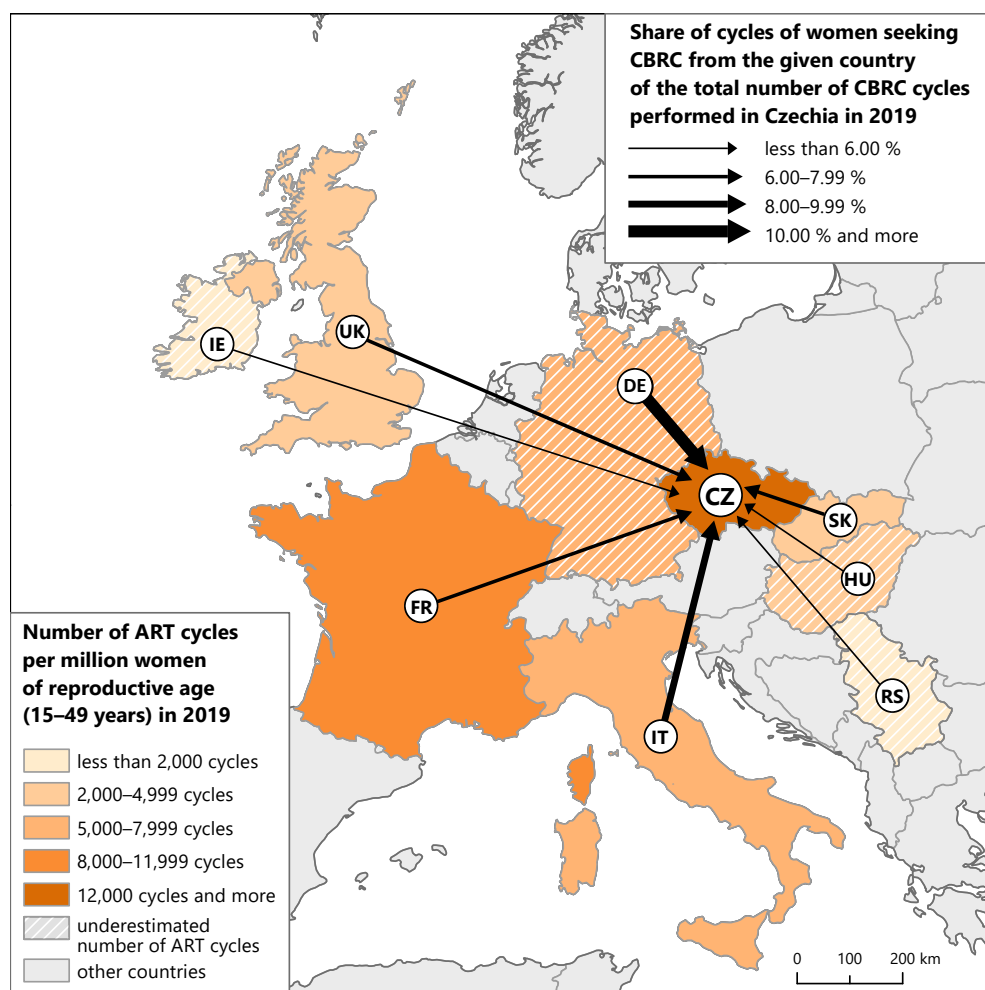 Share of cycles of women seeking
CBRC from the given country
of the total number of CBRC cycles
performed in Czechia in 2019
less than 6.00 %
6.00–7.99 %
8.00–9.99 %
10.00 % and more
IE
UK
DE
CZ
SK
HU
FR
RS
IT
Number of ART cycles
per million women
of reproductive age
(15–49 years) in 2019
less than 2,000 cycles
2,000–4,999 cycles
5,000–7,999 cycles
8,000–11,999 cycles
12,000 cycles and more
underestimated
number of ART cycles
other countries
0 100 200 km